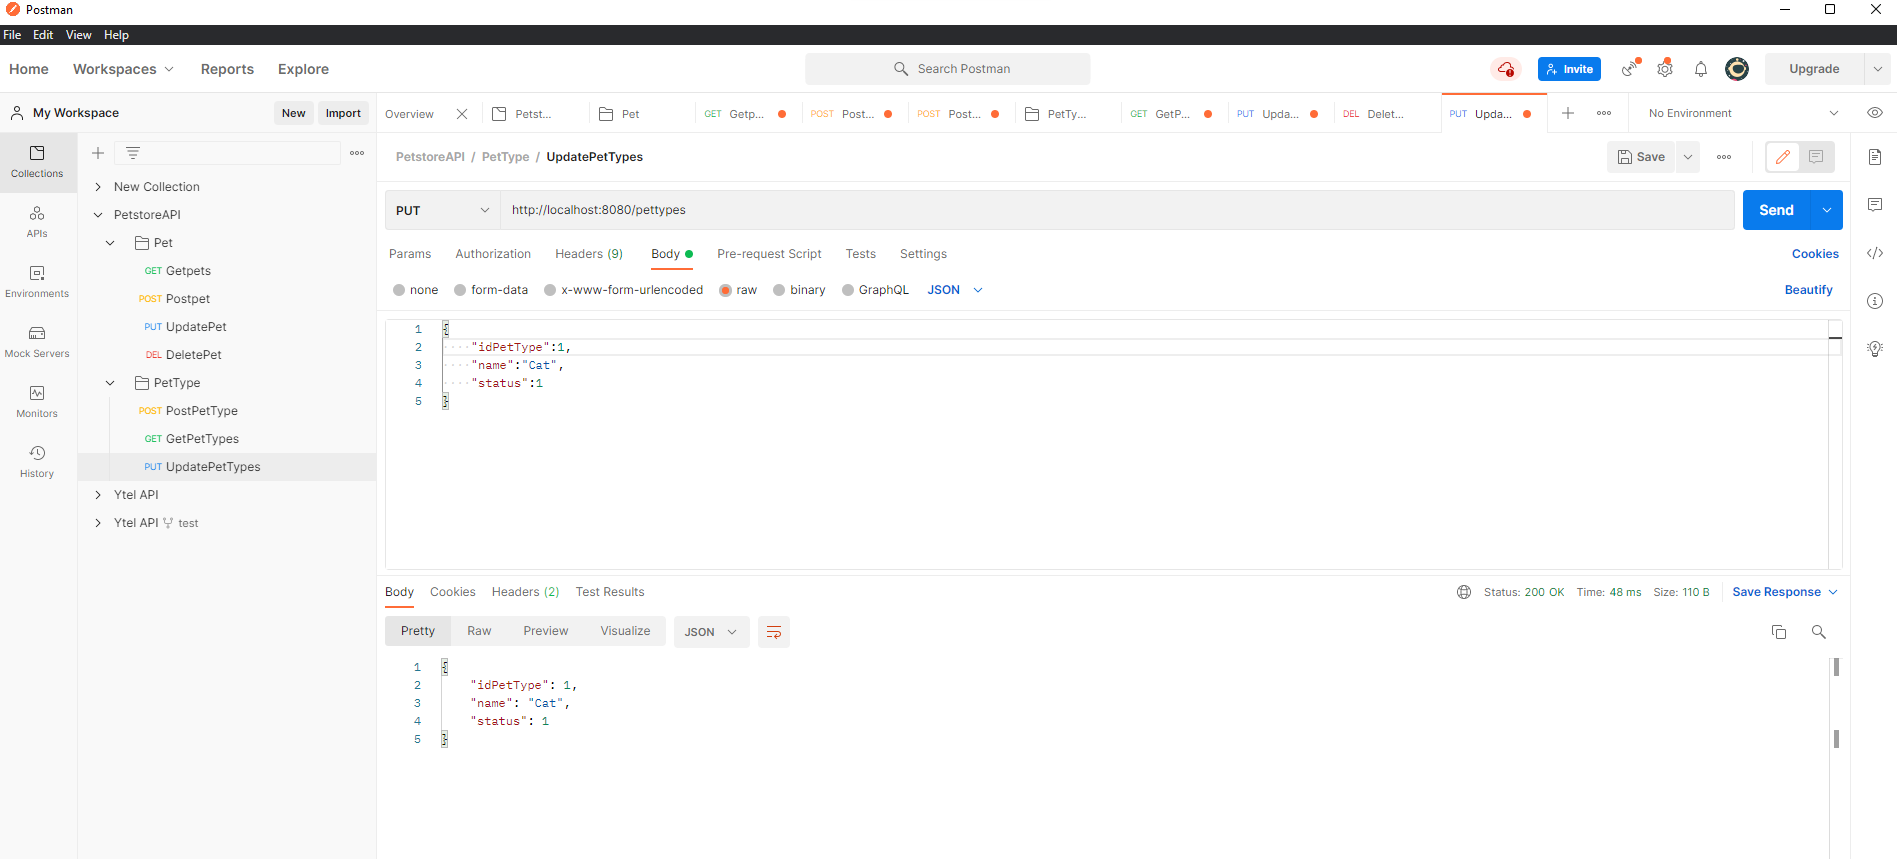 Postman
File Edit View Help
Home Workspaces Reports Explore Search Postman Invite Upgrade
My Workspace New Import
Overview Petst... Pet GET Getp... POST Post... POST Post... PetTy... GET GetP... PUT Upda... DEL Delet... PUT Upda... No Environment
Collections
APIs
Environments
Mock Servers
Monitors
History
New Collection
PetstoreAPI
Pet
GET Getpets
POST Postpet
PUT UpdatePet
DEL DeletePet
PetType
POST PostPetType
GET GetPetTypes
PUT UpdatePetTypes
Ytel API
Ytel API test
PetstoreAPI / PetType / UpdatePetTypes Save
PUT http://localhost:8080/pettypes Send
Params Authorization Headers (9) Body Pre-request Script Tests Settings Cookies
none form-data x-www-form-urlencoded raw binary GraphQL JSON Beautify
1 {
2 "idPetType":1,
3 "name":"Cat",
4 "status":1
5 }
Body Cookies Headers (2) Test Results Status: 200 OK Time: 48 ms Size: 110 B Save Response
Pretty Raw Preview Visualize JSON
1 {
2 "idPetType": 1,
3 "name": "Cat",
4 "status": 1
5 }